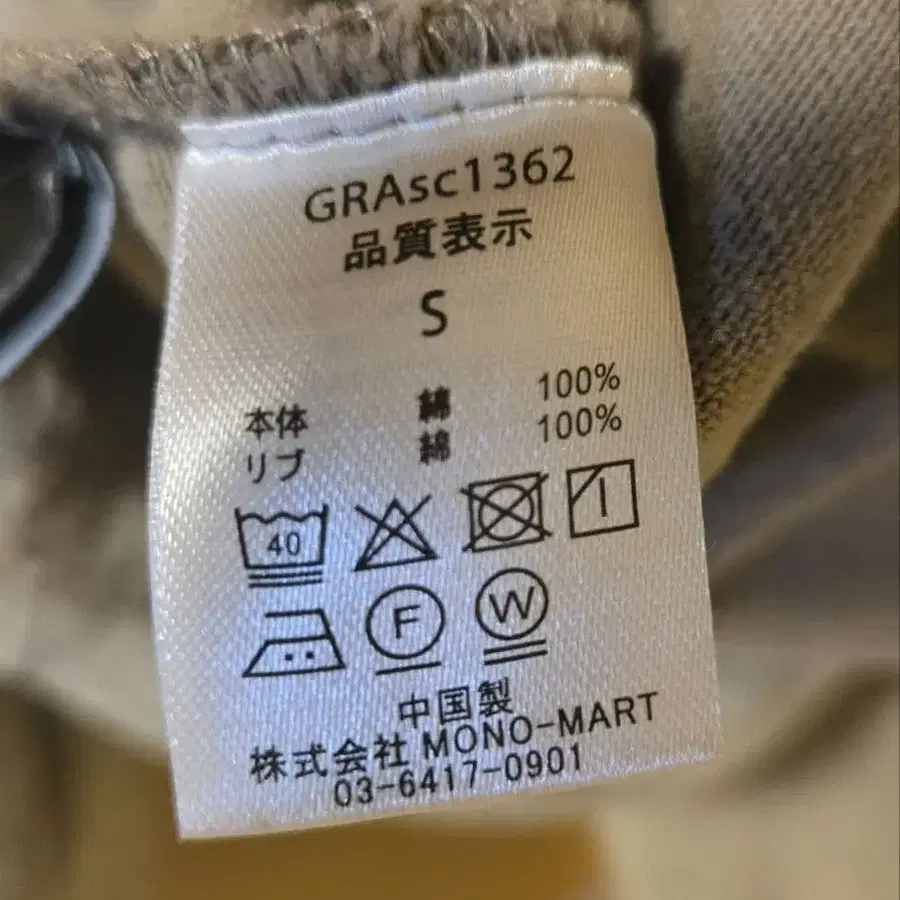 GRAsc1362
品質表示
S
本体 綿 100%
リブ 綿 100%
40
F W
中国製
株式会社 MONO-MART
03-6417-0901